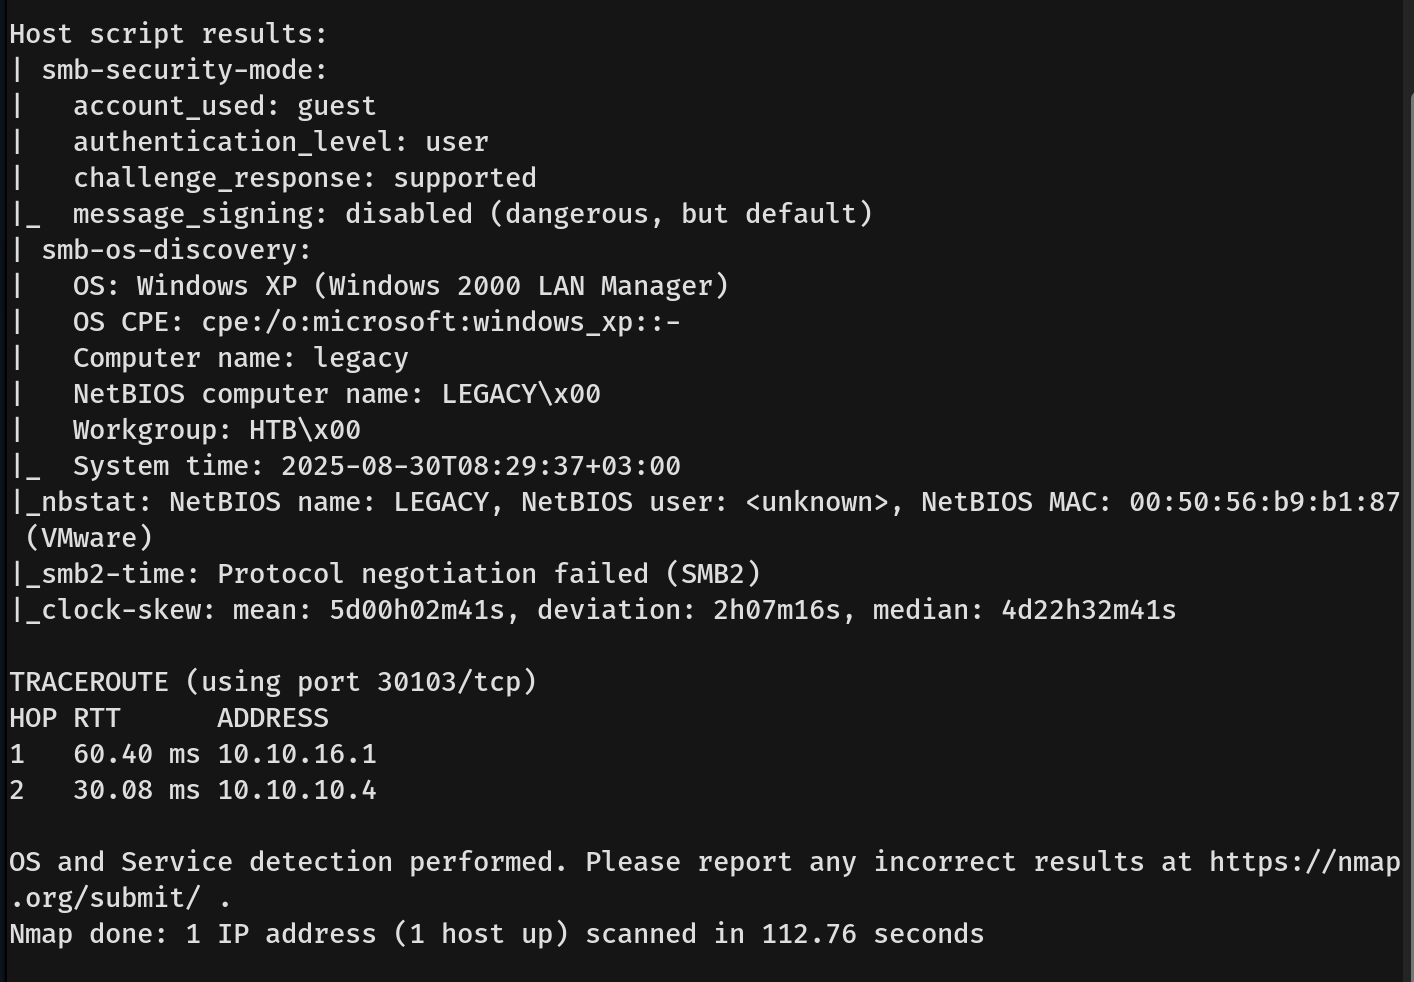 Host script results:
| smb-security-mode:
|   account_used: guest
|   authentication_level: user
|   challenge_response: supported
|_  message_signing: disabled (dangerous, but default)
| smb-os-discovery:
|   OS: Windows XP (Windows 2000 LAN Manager)
|   OS CPE: cpe:/o:microsoft:windows_xp::-
|   Computer name: legacy
|   NetBIOS computer name: LEGACY\x00
|   Workgroup: HTB\x00
|_  System time: 2025-08-30T08:29:37+03:00
|_nbstat: NetBIOS name: LEGACY, NetBIOS user: <unknown>, NetBIOS MAC: 00:50:56:b9:b1:87
 (VMware)
|_smb2-time: Protocol negotiation failed (SMB2)
|_clock-skew: mean: 5d00h02m41s, deviation: 2h07m16s, median: 4d22h32m41s
TRACEROUTE (using port 30103/tcp)
HOP RTT      ADDRESS
1   60.40 ms 10.10.16.1
2   30.08 ms 10.10.10.4
OS and Service detection performed. Please report any incorrect results at https://nmap
.org/submit/ .
Nmap done: 1 IP address (1 host up) scanned in 112.76 seconds